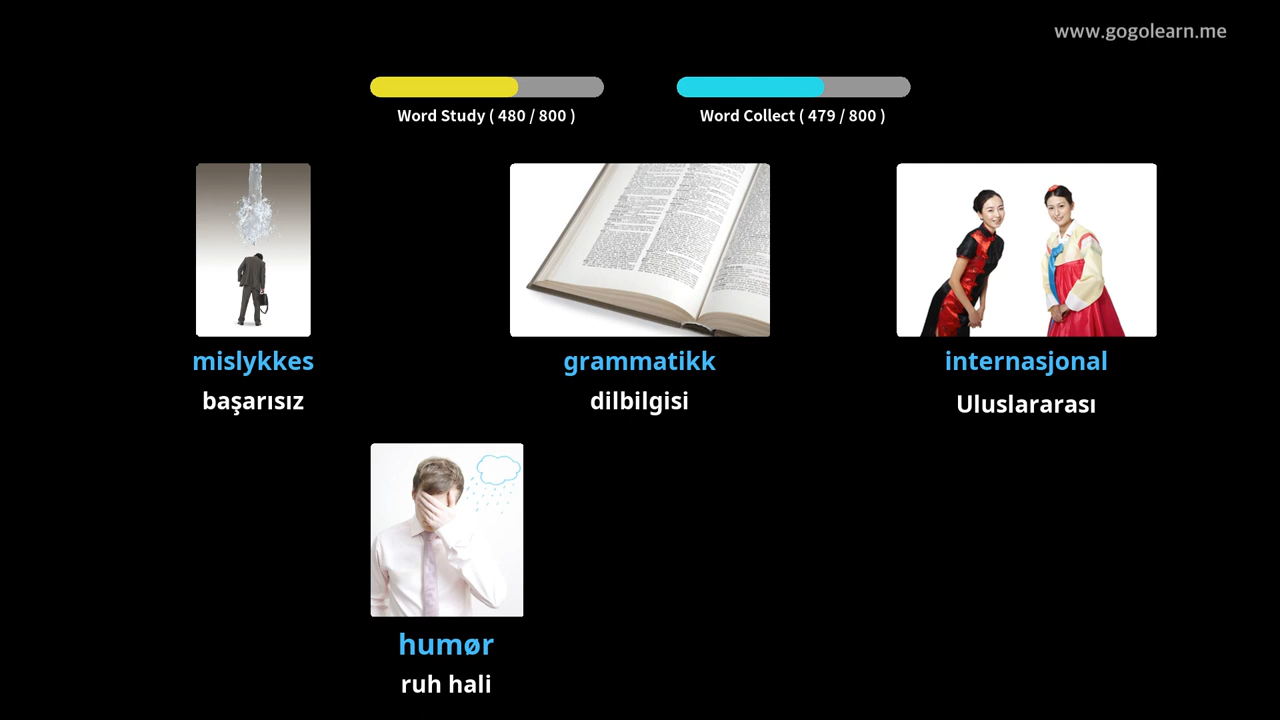 www.gogolearn.me
Word Study ( 480 / 800 )
Word Collect ( 479 / 800 )
mislykkes
başarısız
grammatikk
dilbilgisi
internasjonal
Uluslararası
humør
ruh hali